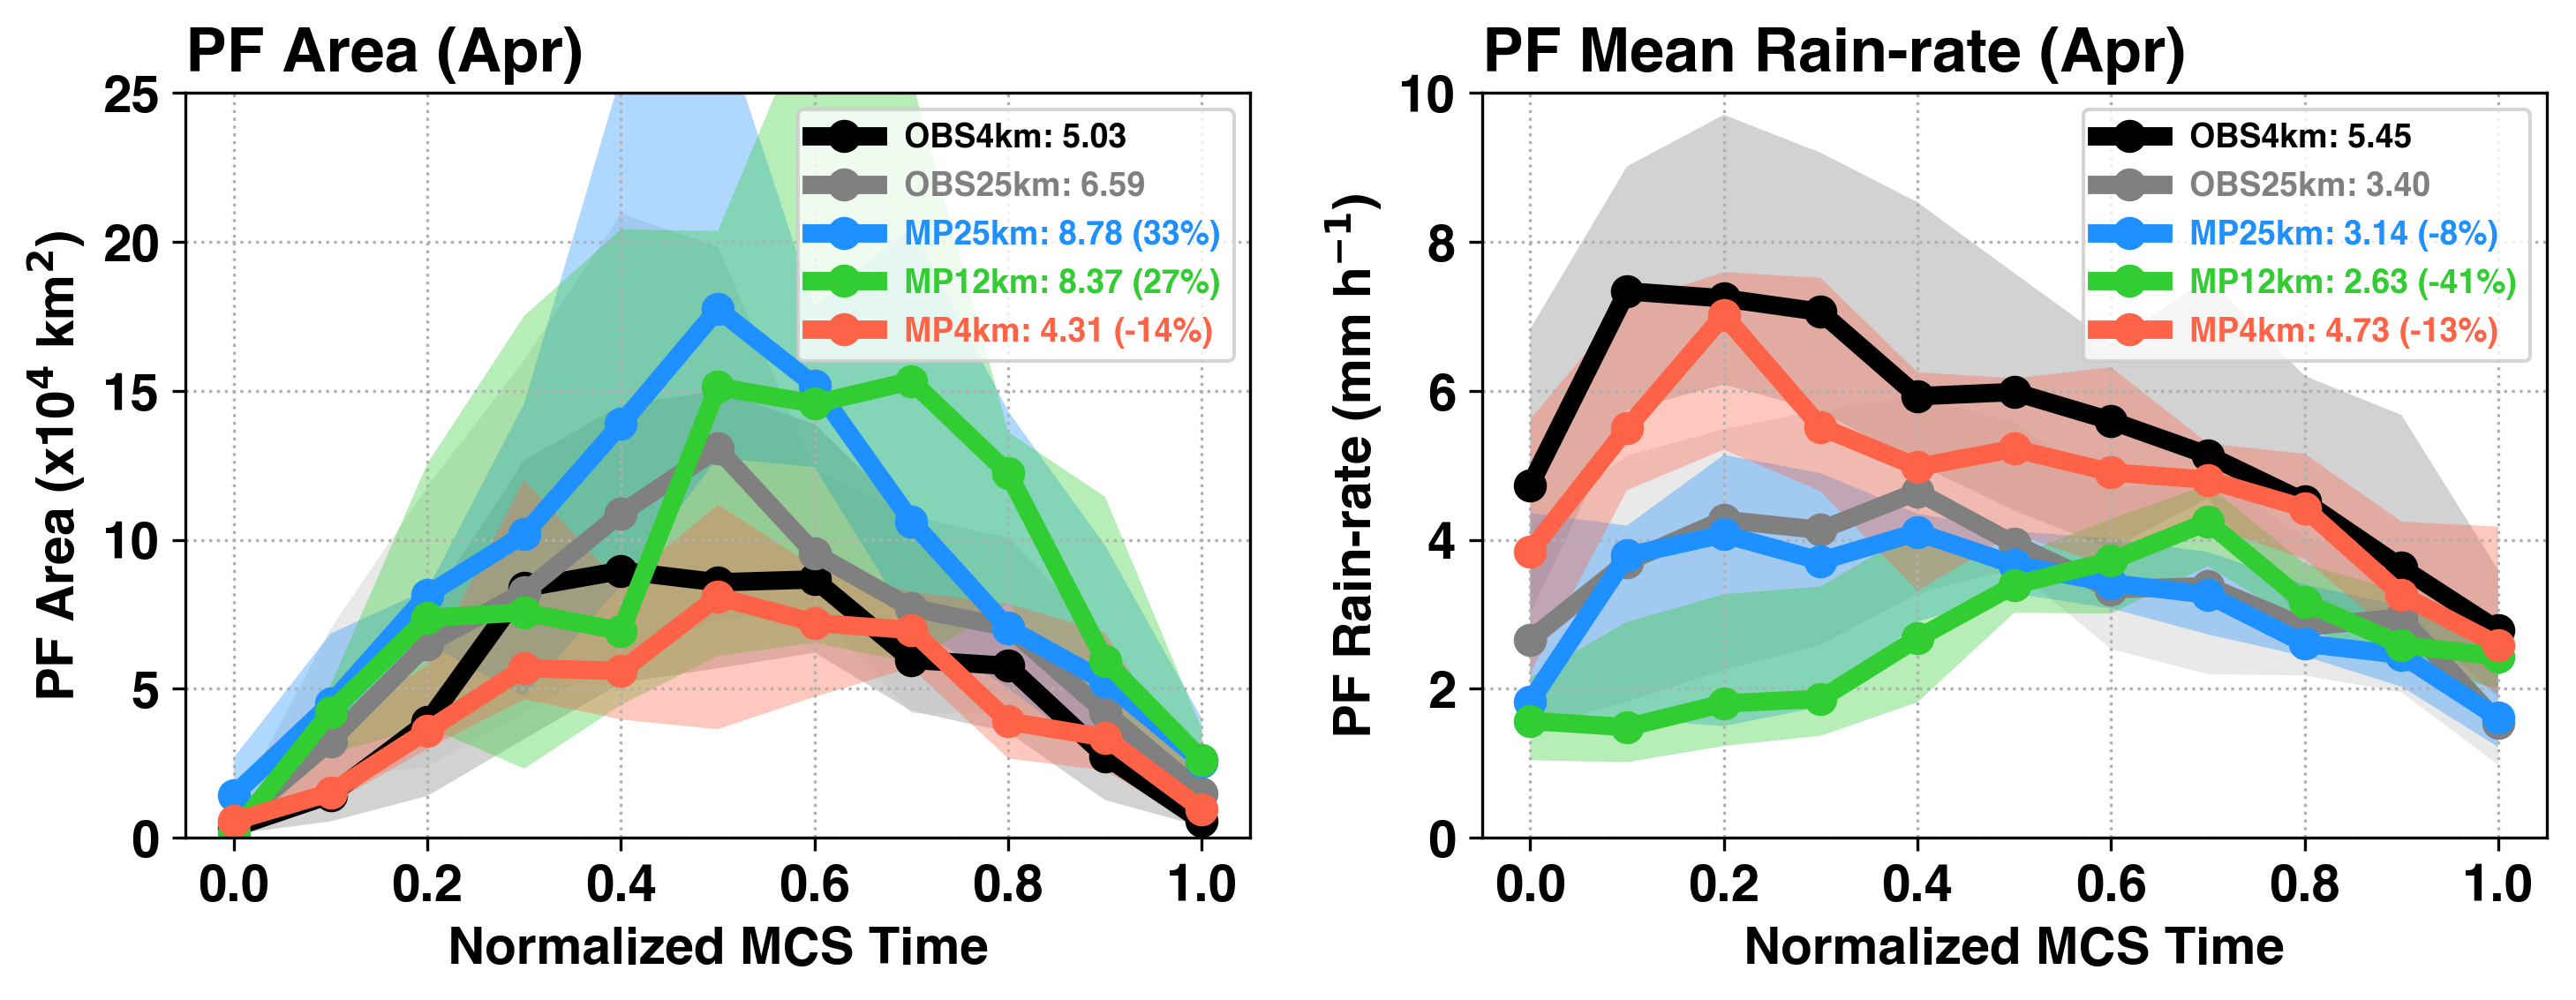 PF Area (Apr)
25
20
15
10
5
0
PF Area (x10⁴ km²)
0.0 0.2 0.4 0.6 0.8 1.0
Normalized MCS Time
OBS4km: 5.03
OBS25km: 6.59
MP25km: 8.78 (33%)
MP12km: 8.37 (27%)
MP4km: 4.31 (-14%)
PF Mean Rain-rate (Apr)
10
8
6
4
2
0
PF Rain-rate (mm h⁻¹)
0.0 0.2 0.4 0.6 0.8 1.0
Normalized MCS Time
OBS4km: 5.45
OBS25km: 3.40
MP25km: 3.14 (-8%)
MP12km: 2.63 (-41%)
MP4km: 4.73 (-13%)